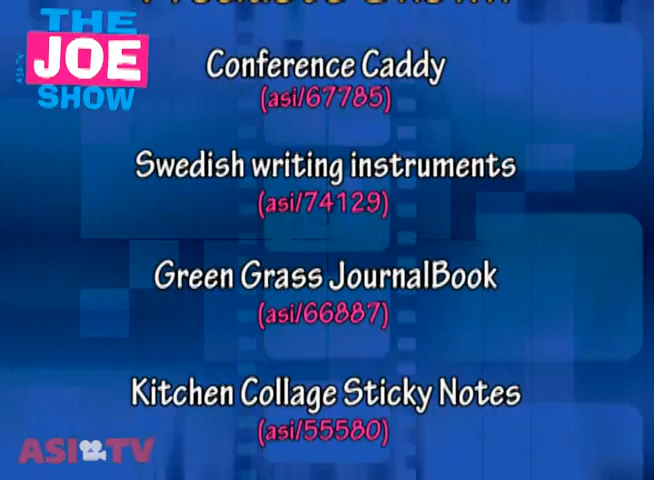 THE
JOE
SHOW
Conference Caddy
(asi/67785)
Swedish writing instruments
(asi/74129)
Green Grass JournalBook
(asi/66887)
Kitchen Collage Sticky Notes
(asi/55580)
ASI TV